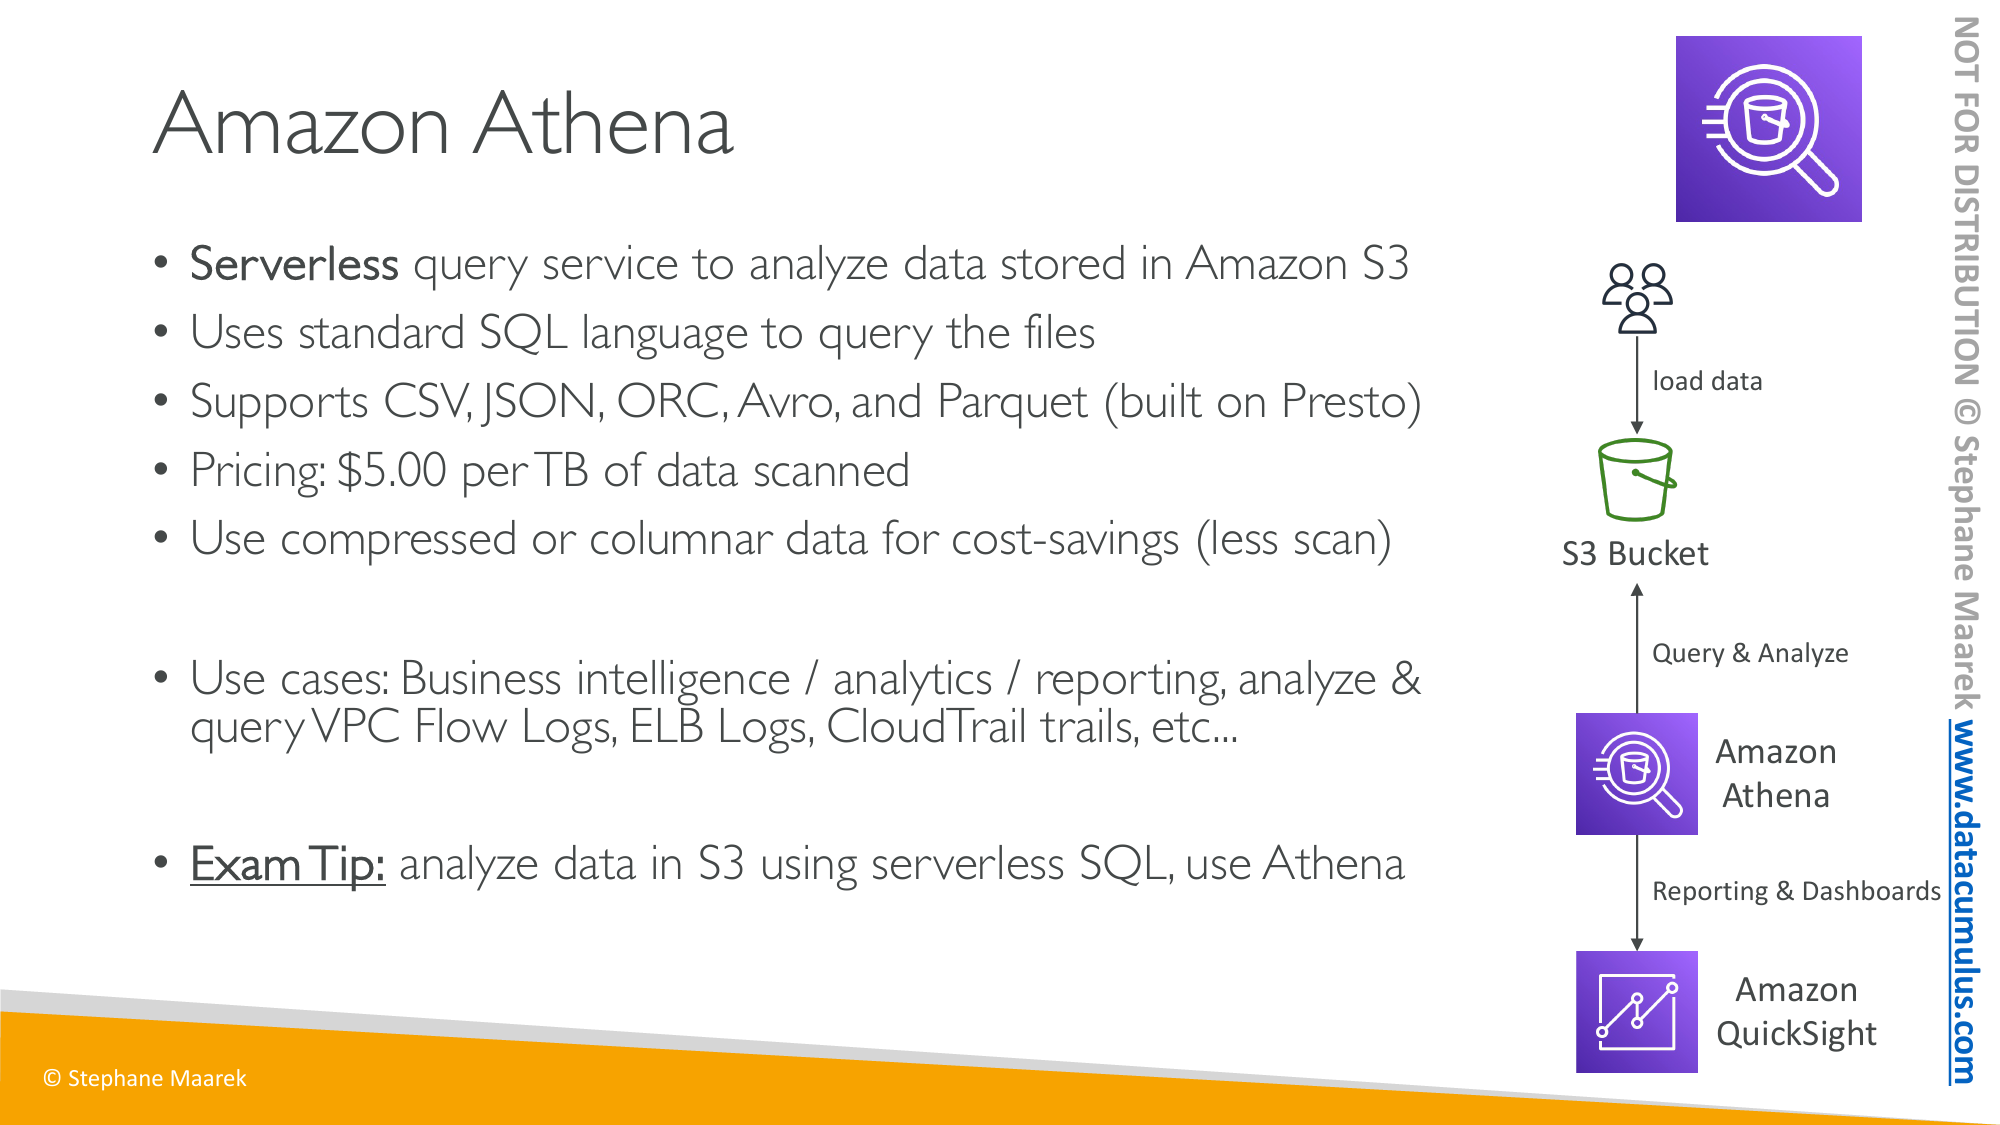 Amazon Athena
• Serverless query service to analyze data stored in Amazon S3
• Uses standard SQL language to query the files
• Supports CSV, JSON, ORC, Avro, and Parquet (built on Presto)
• Pricing: $5.00 per TB of data scanned
• Use compressed or columnar data for cost-savings (less scan)
• Use cases: Business intelligence / analytics / reporting, analyze &
query VPC Flow Logs, ELB Logs, CloudTrail trails, etc...
• Exam Tip: analyze data in S3 using serverless SQL, use Athena
load data
S3 Bucket
Query & Analyze
Amazon
Athena
Reporting & Dashboards
Amazon
QuickSight
NOT FOR DISTRIBUTION © Stephane Maarek www.datacumulus.com
© Stephane Maarek